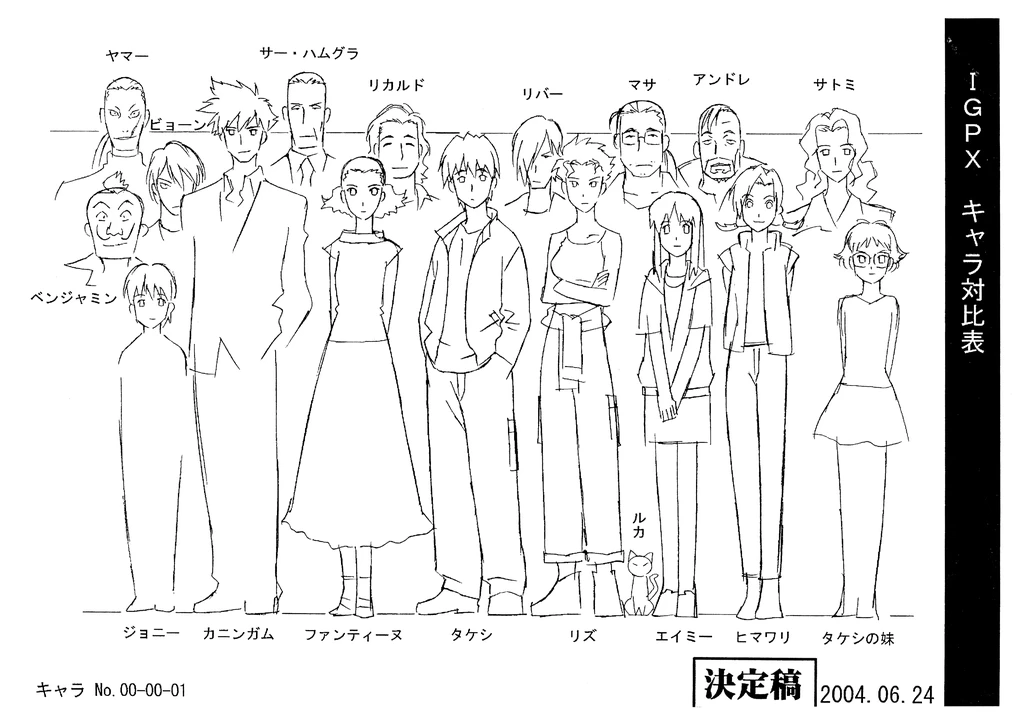 ヤマー
サー・ハムグラ
リカルド
リバー
マサ
アンドレ
サトミ
ビョーン
ベンジャミン
ルカ
ジョニー
カニンガム
ファンティーヌ
タケシ
リズ
エイミー
ヒマワリ
タケシの妹
キャラ No.00-00-01
決定稿
2004.06.24
IGPX キャラ対比表